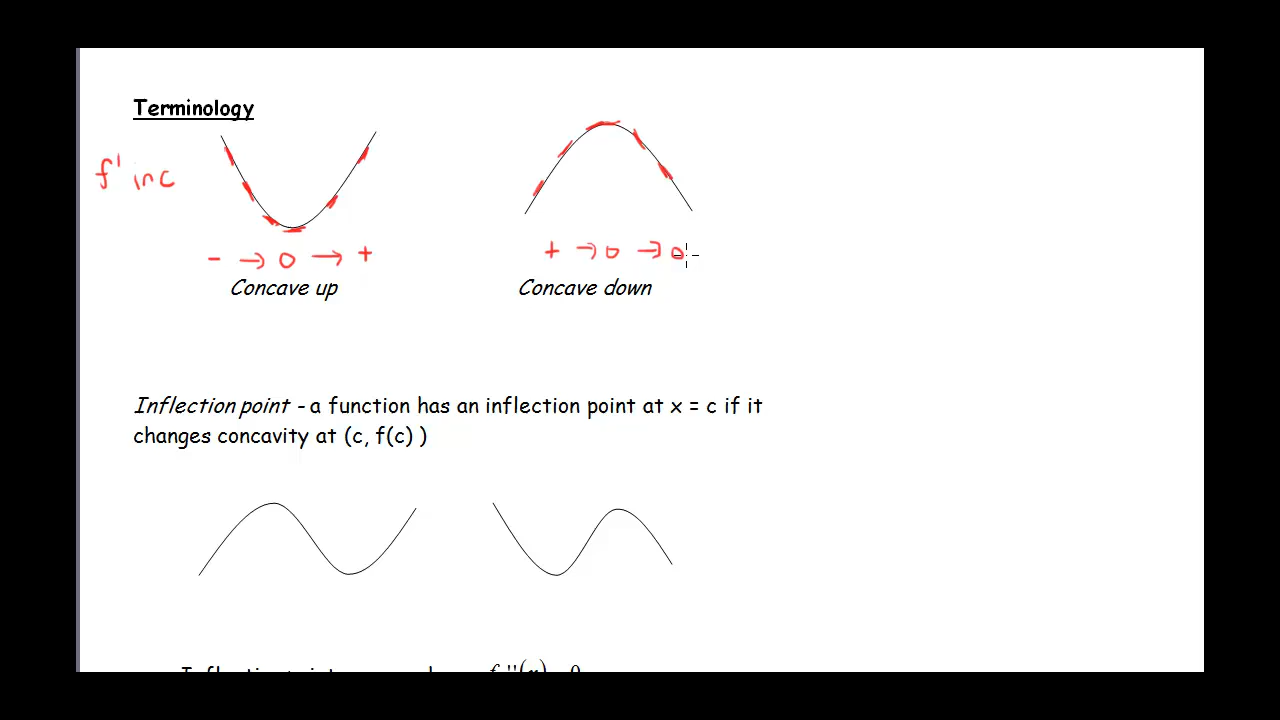 Terminology
f' inc
- → 0 → +
+ → 0 → 0
Concave up
Concave down
Inflection point - a function has an inflection point at x = c if it
changes concavity at (c, f(c) )